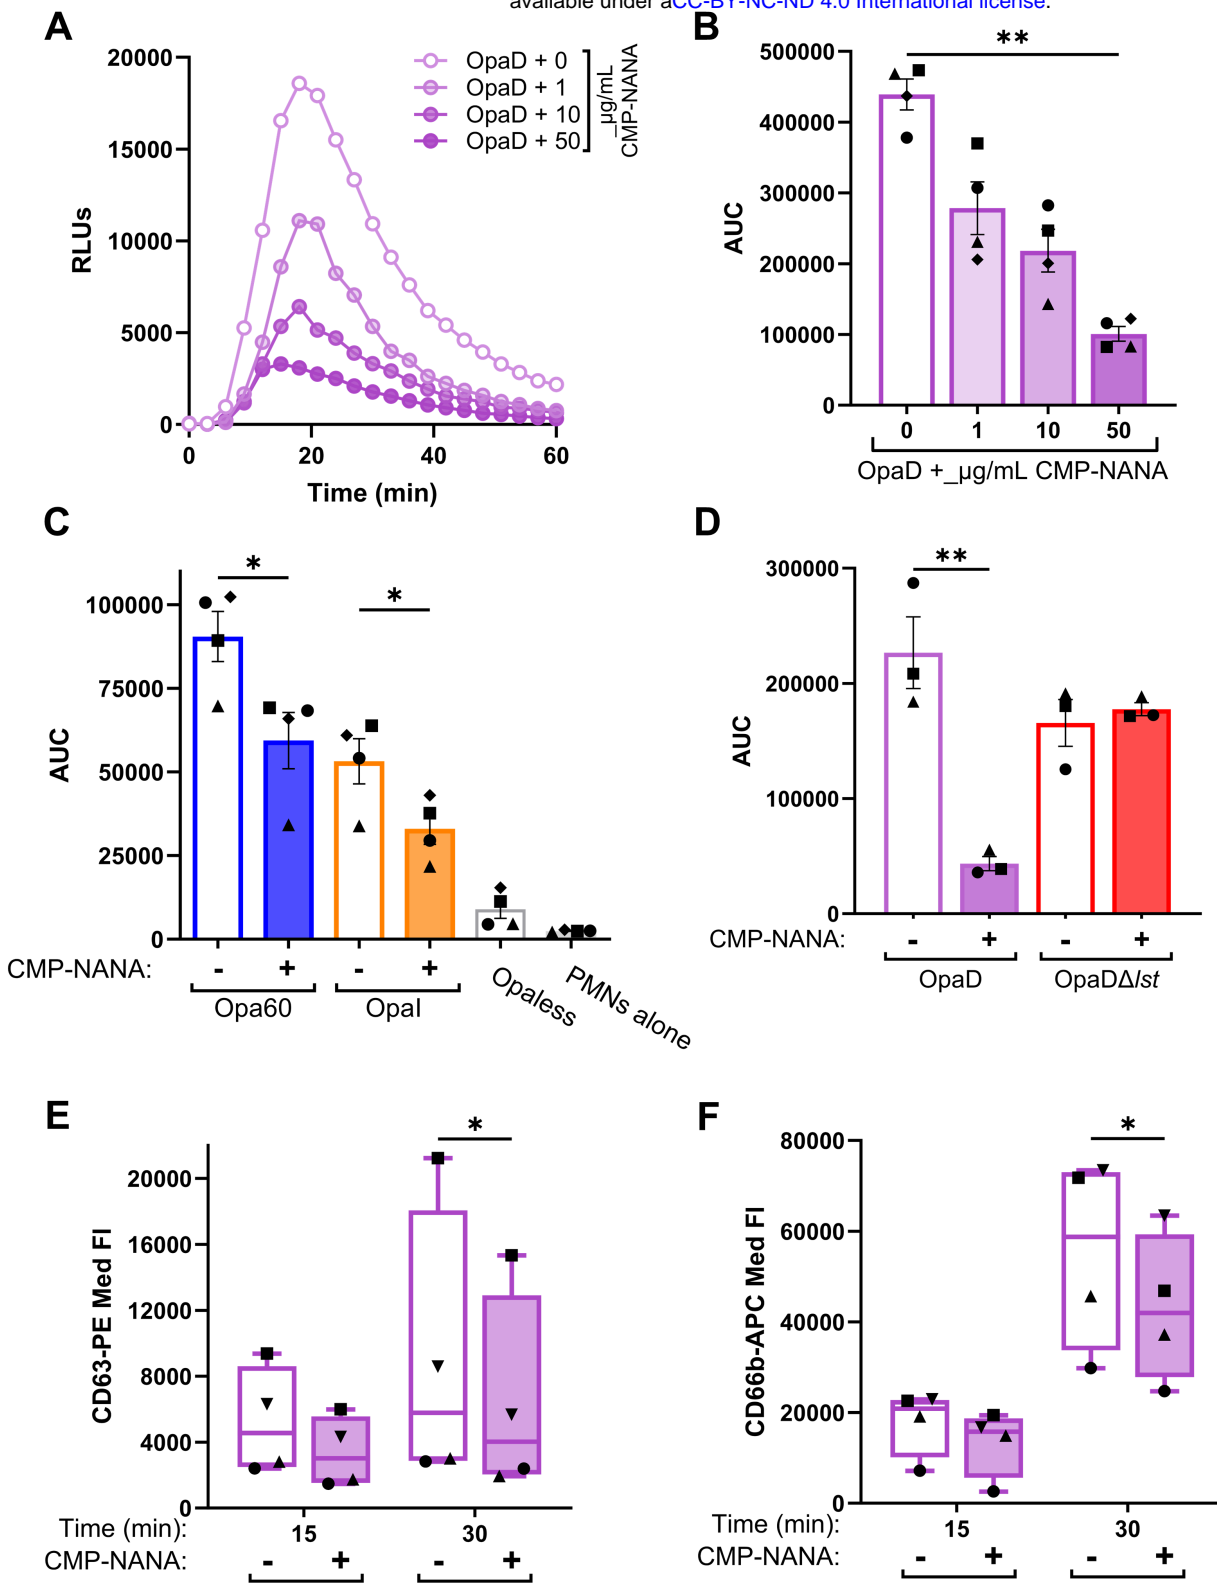 available under aCC-BY-NC-ND 4.0 International license.
A
20000
15000
10000
5000
0
RLUs
0 20 40 60
Time (min)
OpaD + 0
OpaD + 1
OpaD + 10
OpaD + 50
_µg/mL
CMP-NANA
B
**
500000
400000
300000
200000
100000
0
AUC
0 1 10 50
OpaD +_µg/mL CMP-NANA
C
* *
100000
75000
50000
25000
0
AUC
CMP-NANA: - + - +
Opa60 OpaI Opaless PMNs alone
D
**
300000
200000
100000
0
AUC
CMP-NANA: - + - +
OpaD OpaDΔlst
E
*
20000
16000
12000
8000
4000
0
CD63-PE Med FI
Time (min): 15 30
CMP-NANA: - + - +
F
*
80000
60000
40000
20000
0
CD66b-APC Med FI
Time (min): 15 30
CMP-NANA: - + - +